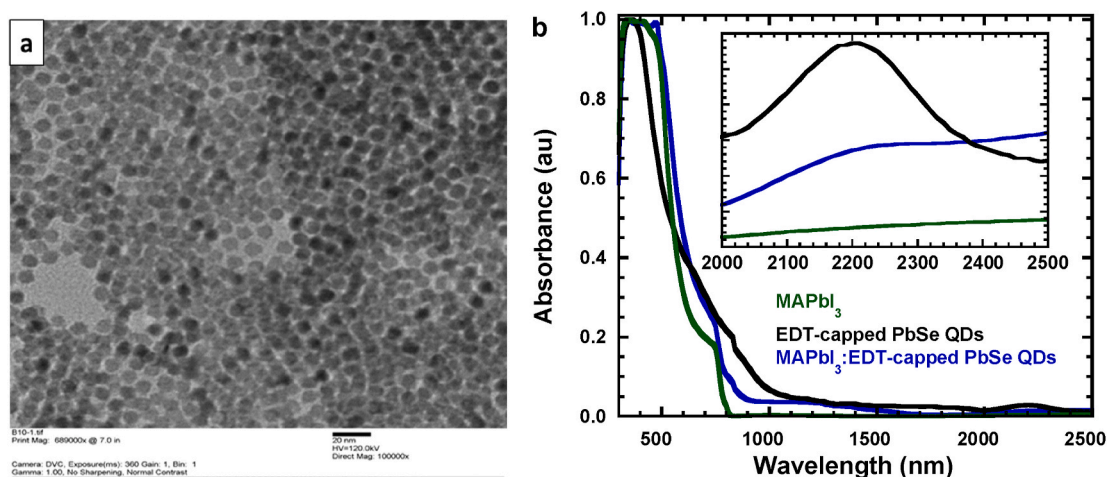 a
B10-1.tif
Print Mag: 689000x @ 7.0 in
Camera: DVC, Exposure(ms): 360 Gain: 1, Bin: 1
Gamma: 1.00, No Sharpening, Normal Contrast
20 nm
HV=120.0kV
Direct Mag: 100000x
b
Absorbance (au)
1.0
0.8
0.6
0.4
0.2
0.0
500 1000 1500 2000 2500
Wavelength (nm)
2000 2100 2200 2300 2400 2500
MAPbI3
EDT-capped PbSe QDs
MAPbI3:EDT-capped PbSe QDs